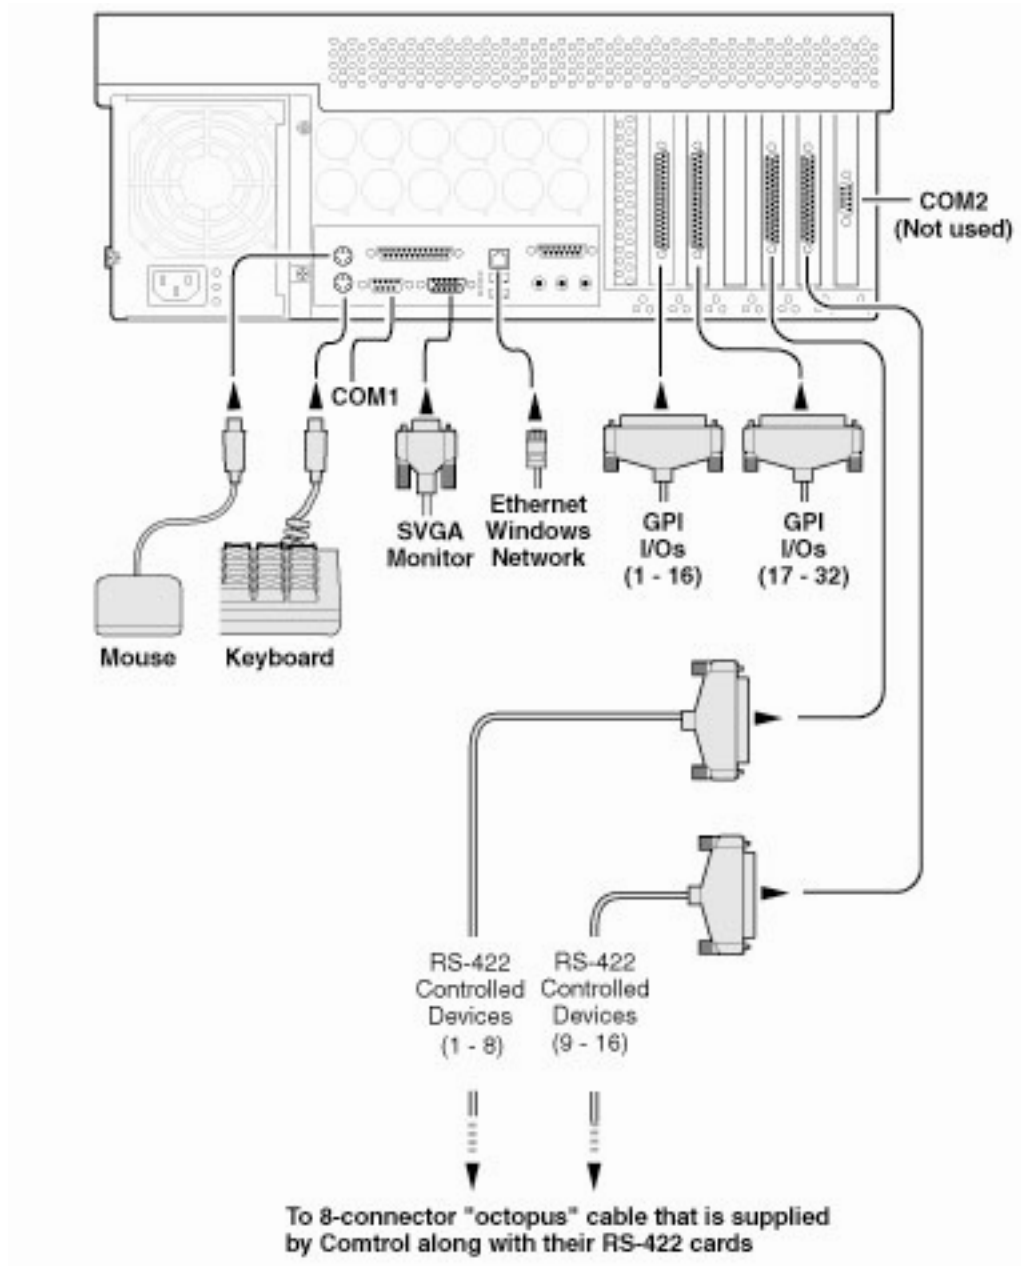 COM2
(Not used)
COM1
SVGA
Monitor
Ethernet
Windows
Network
GPI
I/Os
(1 - 16)
GPI
I/Os
(17 - 32)
Mouse
Keyboard
RS-422
Controlled
Devices
(1 - 8)
RS-422
Controlled
Devices
(9 - 16)
To 8-connector "octopus" cable that is supplied
by Comtrol along with their RS-422 cards